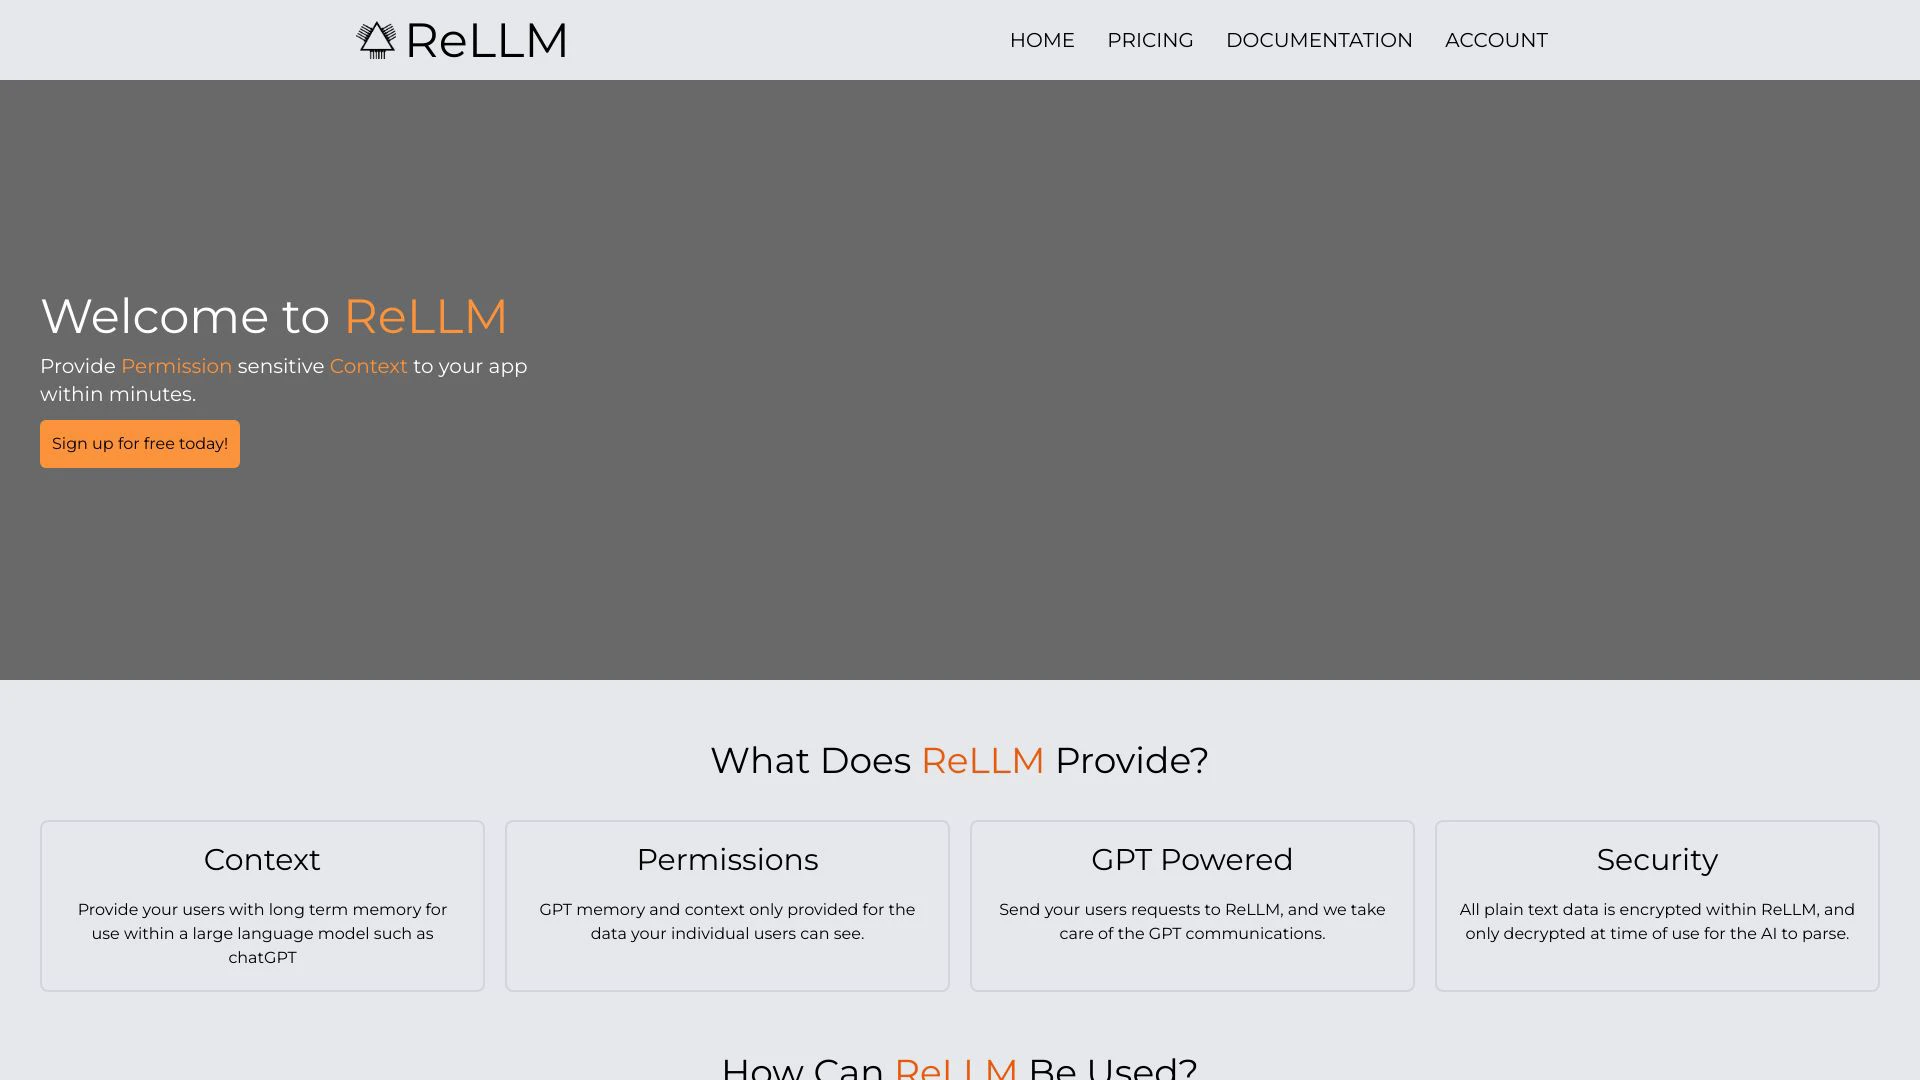 ReLLM
HOME PRICING DOCUMENTATION ACCOUNT
Welcome to ReLLM
Provide Permission sensitive Context to your app
within minutes.
Sign up for free today!
What Does ReLLM Provide?
Context
Provide your users with long term memory for
use within a large language model such as
chatGPT
Permissions
GPT memory and context only provided for the
data your individual users can see.
GPT Powered
Send your users requests to ReLLM, and we take
care of the GPT communications.
Security
All plain text data is encrypted within ReLLM, and
only decrypted at time of use for the AI to parse.
How Can ReLLM Be Used?